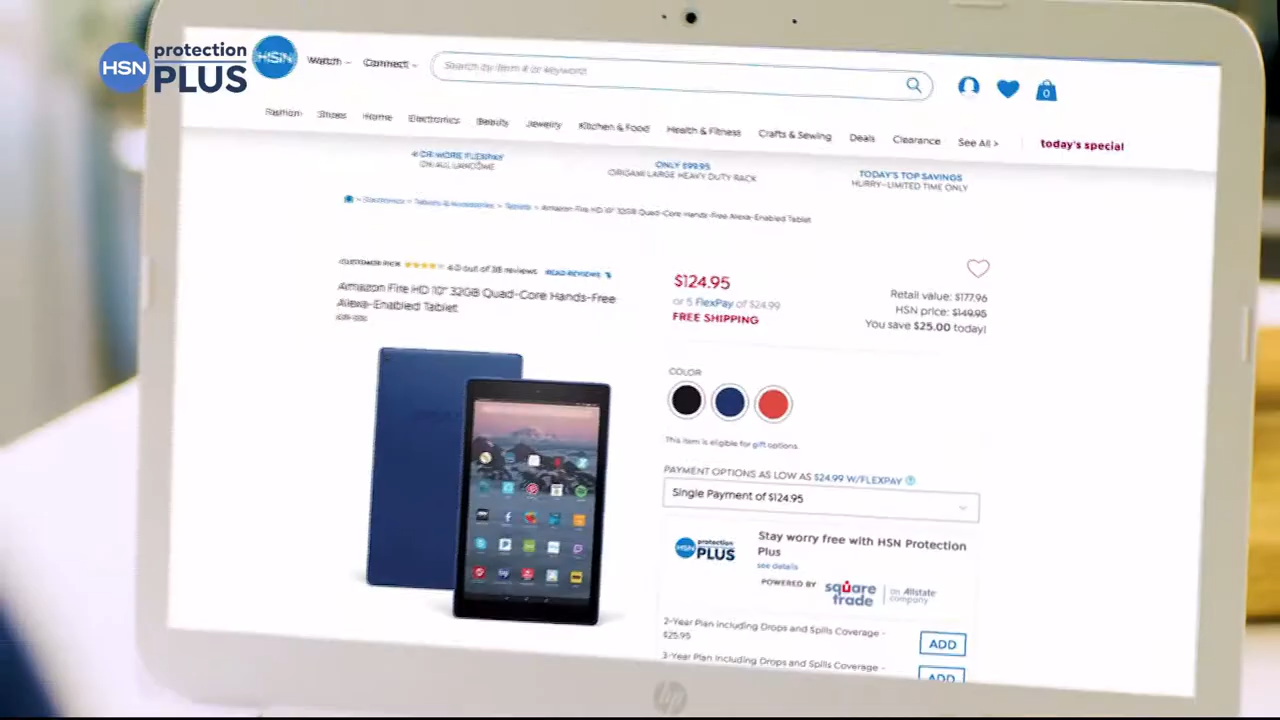 HSN protection PLUS
HSN Watch Connect Search by item # or keyword 0
Fashion Shoes Home Electronics Beauty Jewelry Kitchen & Food Health & Fitness Crafts & Sewing Deals Clearance See All > today's special
4 OR MORE FLEXPAY
ON ALL LANCÔME
ONLY $99.95
ORIGAMI LARGE HEAVY DUTY RACK
TODAY'S TOP SAVINGS
HURRY–LIMITED TIME ONLY
> Electronics > Tablets & Accessories > Tablets > Amazon Fire HD 10" 32GB Quad-Core Hands-Free Alexa-Enabled Tablet
CUSTOMER PICK 4.0 out of 38 reviews READ REVIEWS
Amazon Fire HD 10" 32GB Quad-Core Hands-Free
Alexa-Enabled Tablet
$124.95
or 5 FlexPay of $24.99
FREE SHIPPING
Retail value: $177.96
HSN price: $149.95
You save $25.00 today!
COLOR
This item is eligible for gift options.
PAYMENT OPTIONS AS LOW AS $24.99 W/FLEXPAY ?
Single Payment of $124.95
HSN protection PLUS
Stay worry free with HSN Protection
Plus
see details
POWERED BY square trade an Allstate company
2-Year Plan Including Drops and Spills Coverage -
$25.95
ADD
3-Year Plan Including Drops and Spills Coverage -
ADD
hp